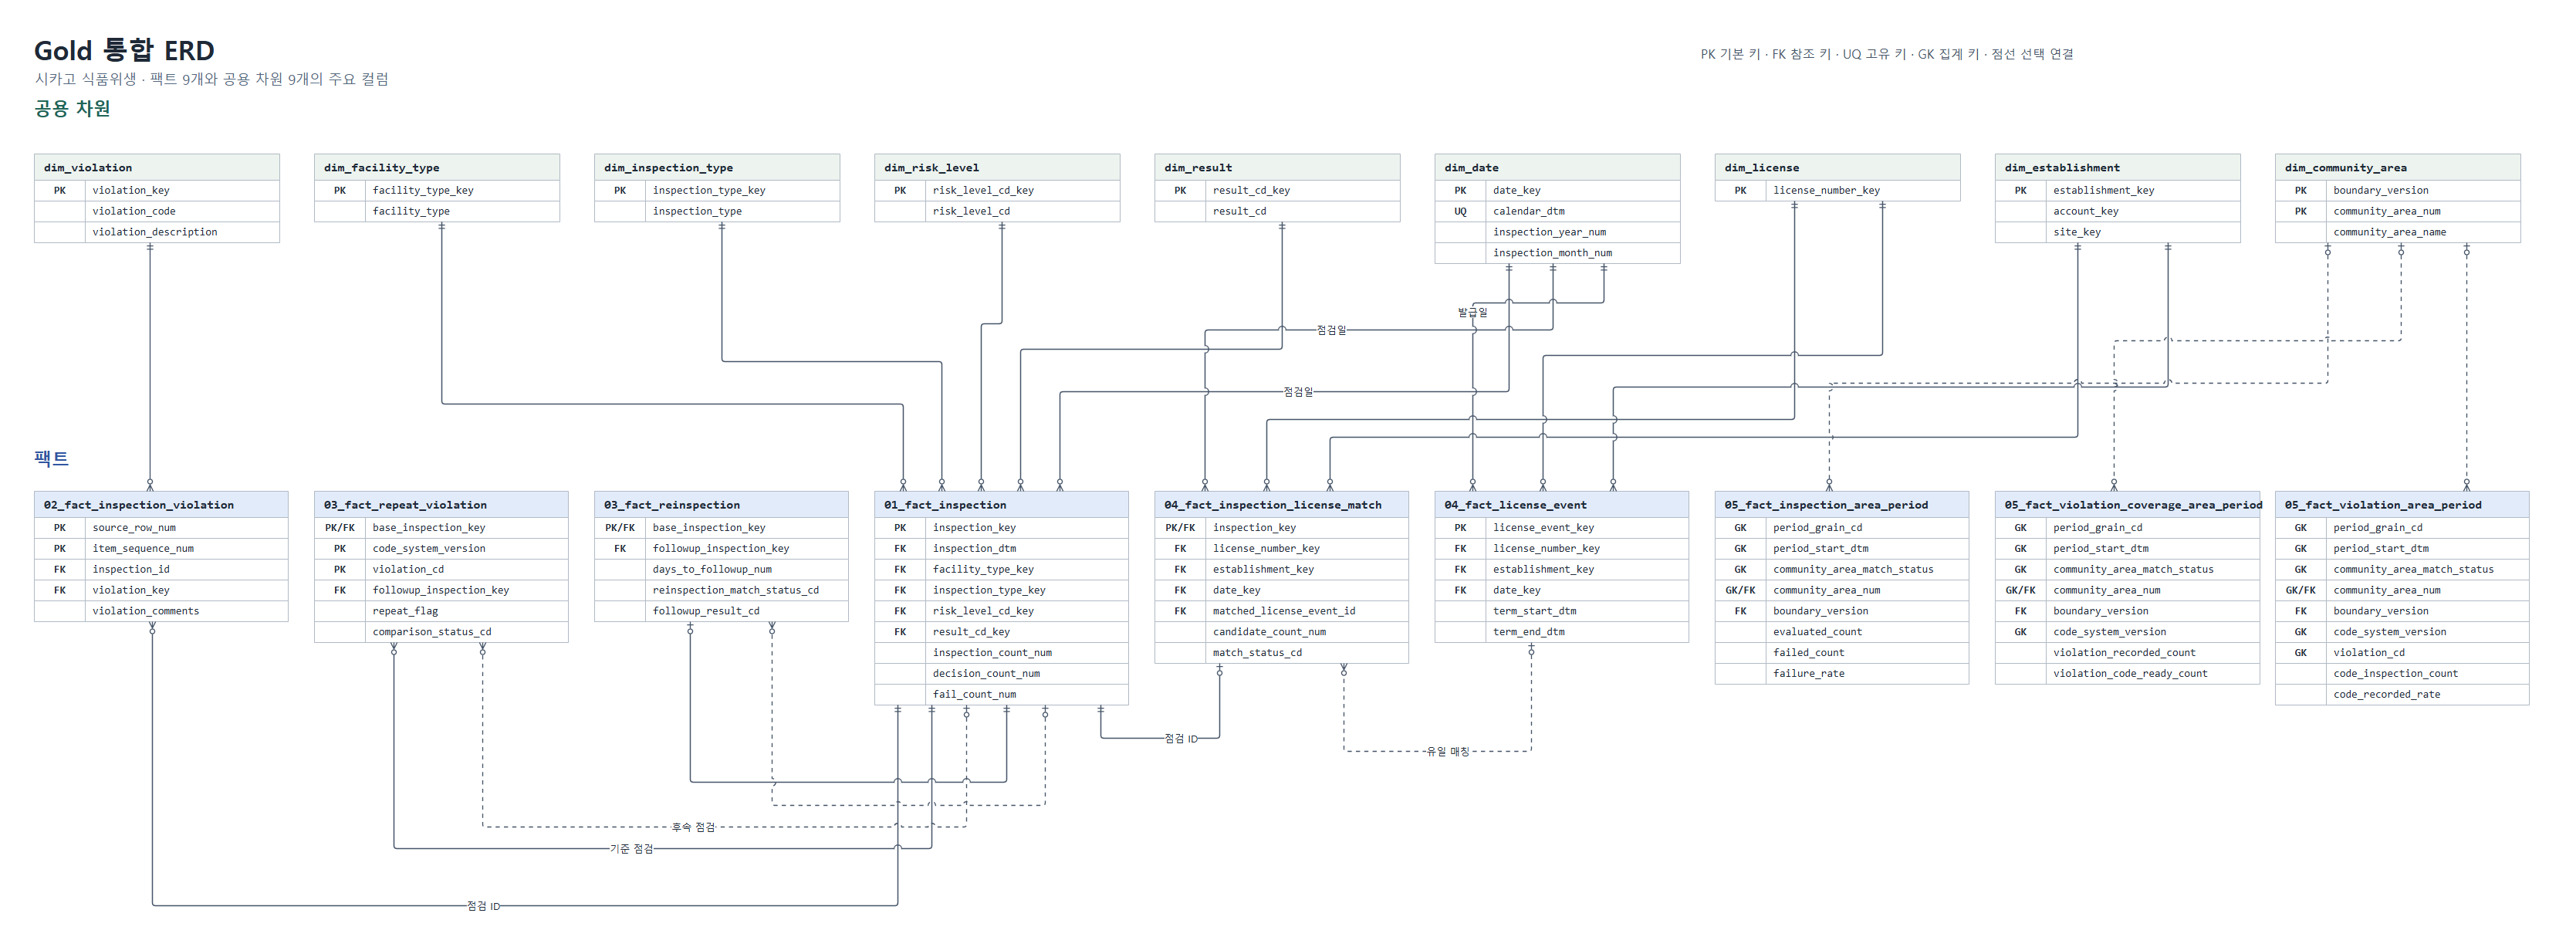 Gold 통합 ERD
시카고 식품위생 · 팩트 9개와 공용 차원 9개의 주요 컬럼
PK 기본 키 · FK 참조 키 · UQ 고유 키 · GK 집계 키 · 점선 선택 연결
공용 차원
dim_violation
PK violation_key
violation_code
violation_description
dim_facility_type
PK facility_type_key
facility_type
dim_inspection_type
PK inspection_type_key
inspection_type
dim_risk_level
PK risk_level_cd_key
risk_level_cd
dim_result
PK result_cd_key
result_cd
dim_date
PK date_key
UQ calendar_dtm
inspection_year_num
inspection_month_num
dim_license
PK license_number_key
dim_establishment
PK establishment_key
account_key
site_key
dim_community_area
PK boundary_version
PK community_area_num
community_area_name
발급일
점검일
점검일
팩트
02_fact_inspection_violation
PK source_row_num
PK item_sequence_num
FK inspection_id
FK violation_key
violation_comments
03_fact_repeat_violation
PK/FK base_inspection_key
PK code_system_version
PK violation_cd
FK followup_inspection_key
repeat_flag
comparison_status_cd
03_fact_reinspection
PK/FK base_inspection_key
FK followup_inspection_key
days_to_followup_num
reinspection_match_status_cd
followup_result_cd
01_fact_inspection
PK inspection_key
FK inspection_dtm
FK facility_type_key
FK inspection_type_key
FK risk_level_cd_key
FK result_cd_key
inspection_count_num
decision_count_num
fail_count_num
04_fact_inspection_license_match
PK/FK inspection_key
FK license_number_key
FK establishment_key
FK date_key
FK matched_license_event_id
candidate_count_num
match_status_cd
04_fact_license_event
PK license_event_key
FK license_number_key
FK establishment_key
FK date_key
term_start_dtm
term_end_dtm
05_fact_inspection_area_period
GK period_grain_cd
GK period_start_dtm
GK community_area_match_status
GK/FK community_area_num
FK boundary_version
evaluated_count
failed_count
failure_rate
05_fact_violation_coverage_area_period
GK period_grain_cd
GK period_start_dtm
GK community_area_match_status
GK/FK community_area_num
FK boundary_version
GK code_system_version
violation_recorded_count
violation_code_ready_count
05_fact_violation_area_period
GK period_grain_cd
GK period_start_dtm
GK community_area_match_status
GK/FK community_area_num
FK boundary_version
GK code_system_version
GK violation_cd
code_inspection_count
code_recorded_rate
점검 ID
유일 매칭
후속 점검
기준 점검
점검 ID